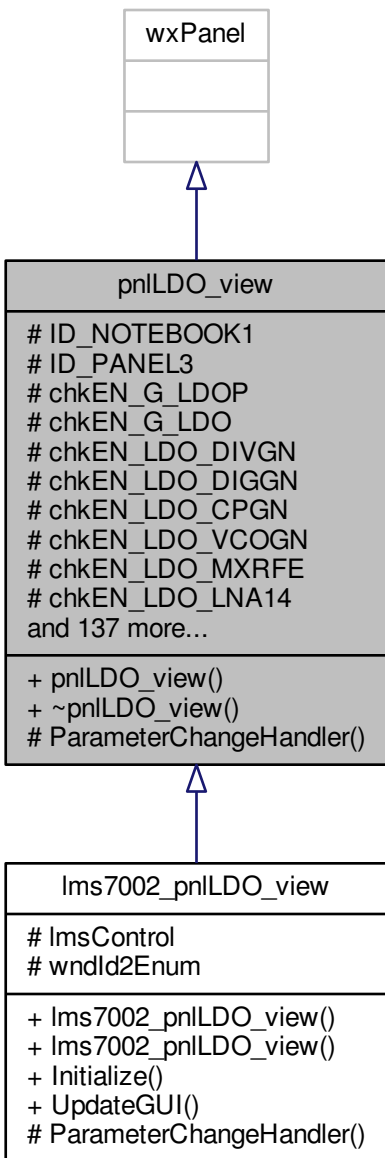 wxPanel
pnlLDO_view
# ID_NOTEBOOK1
# ID_PANEL3
# chkEN_G_LDOP
# chkEN_G_LDO
# chkEN_LDO_DIVGN
# chkEN_LDO_DIGGN
# chkEN_LDO_CPGN
# chkEN_LDO_VCOGN
# chkEN_LDO_MXRFE
# chkEN_LDO_LNA14
and 137 more...
+ pnlLDO_view()
+ ~pnlLDO_view()
# ParameterChangeHandler()
lms7002_pnlLDO_view
# lmsControl
# wndId2Enum
+ lms7002_pnlLDO_view()
+ lms7002_pnlLDO_view()
+ Initialize()
+ UpdateGUI()
# ParameterChangeHandler()